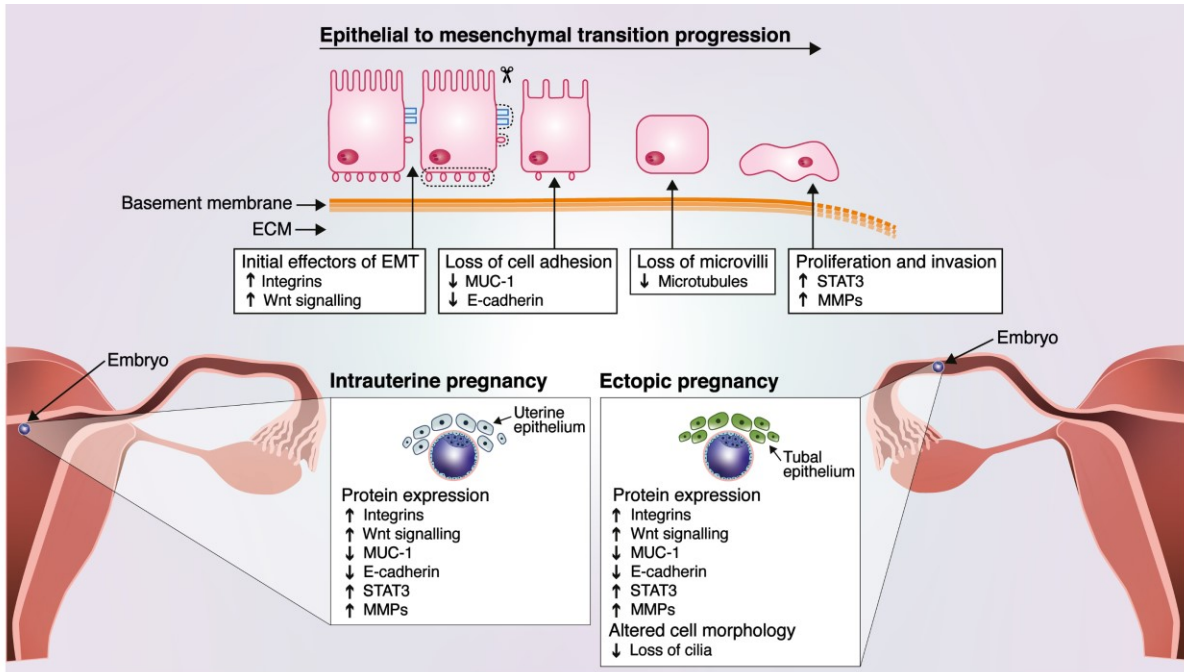 Epithelial to mesenchymal transition progression
Basement membrane
ECM
Initial effectors of EMT
↑ Integrins
↑ Wnt signalling
Loss of cell adhesion
↓ MUC-1
↓ E-cadherin
Loss of microvilli
↓ Microtubules
Proliferation and invasion
↑ STAT3
↑ MMPs
Embryo
Intrauterine pregnancy
Uterine
epithelium
Protein expression
↑ Integrins
↑ Wnt signalling
↓ MUC-1
↓ E-cadherin
↑ STAT3
↑ MMPs
Ectopic pregnancy
Tubal
epithelium
Protein expression
↑ Integrins
↑ Wnt signalling
↓ MUC-1
↓ E-cadherin
↑ STAT3
↑ MMPs
Altered cell morphology
↓ Loss of cilia
Embryo